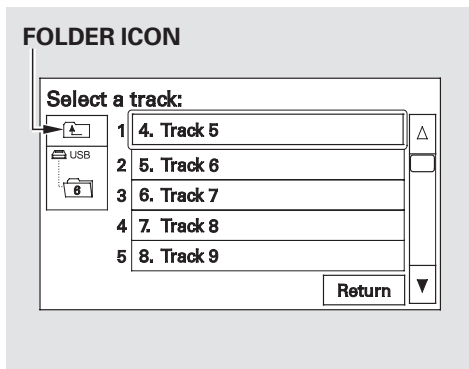 FOLDER ICON
Select a track:
1 4. Track 5
USB
2 5. Track 6
6
3 6. Track 7
4 7. Track 8
5 8. Track 9
Return